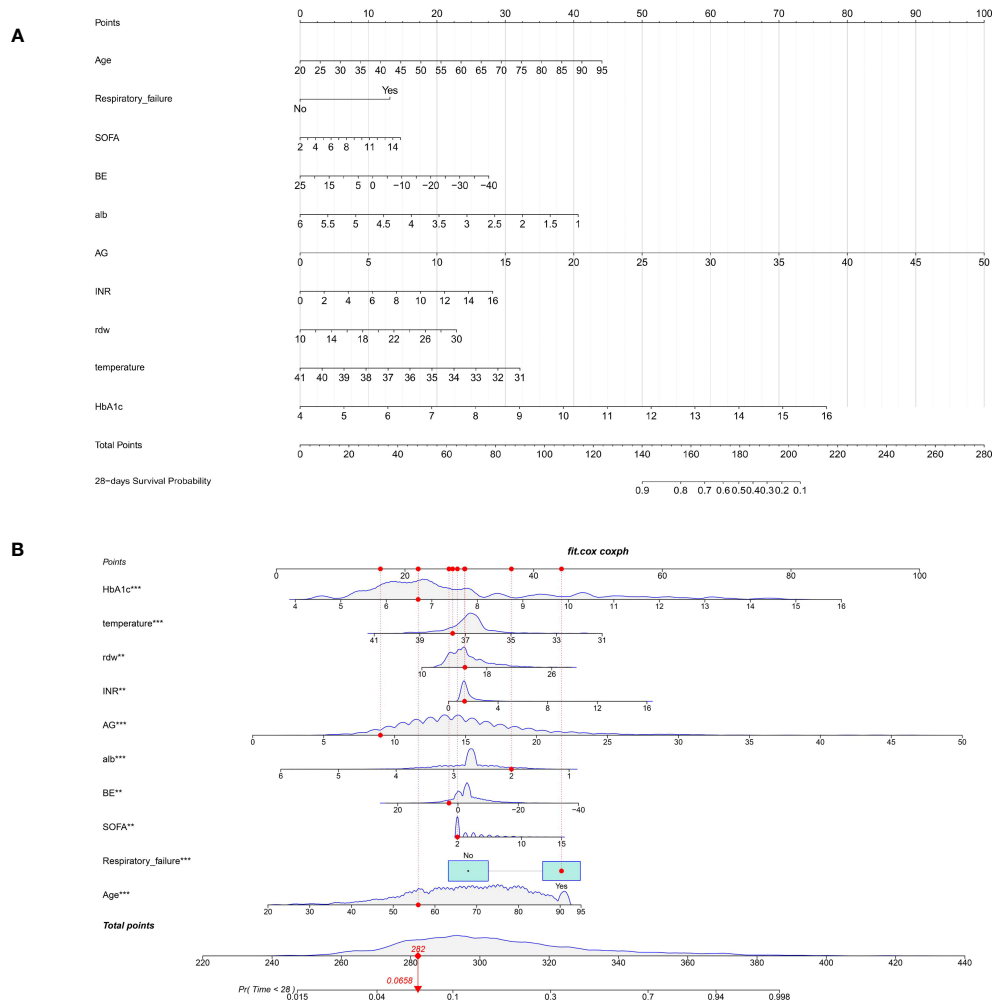 A
Points
0 10 20 30 40 50 60 70 80 90 100
Age
20 25 30 35 40 45 50 55 60 65 70 75 80 85 90 95
Respiratory_failure
Yes
No
SOFA
2 4 6 8 11 14
BE
25 15 5 0 −10 −20 −30 −40
alb
6 5.5 5 4.5 4 3.5 3 2.5 2 1.5 1
AG
0 5 10 15 20 25 30 35 40 45 50
INR
0 2 4 6 8 10 12 14 16
rdw
10 14 18 22 26 30
temperature
41 40 39 38 37 36 35 34 33 32 31
HbA1c
4 5 6 7 8 9 10 11 12 13 14 15 16
Total Points
0 20 40 60 80 100 120 140 160 180 200 220 240 260 280
28−days Survival Probability
0.9 0.8 0.7 0.6 0.5 0.4 0.3 0.2 0.1
B
fit.cox coxph
Points
0 20 40 60 80 100
HbA1c***
4 5 6 7 8 9 10 11 12 13 14 15 16
temperature***
41 39 37 35 33 31
rdw**
10 18 26
INR**
0 4 8 12 16
AG***
0 5 10 15 20 25 30 35 40 45 50
alb***
6 5 4 3 2 1
BE**
20 0 −20 −40
SOFA**
2 10 15
No
Respiratory_failure***
Yes
Age***
20 30 40 50 60 70 80 95
Total points
282
220 240 260 280 300 320 340 360 380 400 420 440
0.0658
Pr( Time < 28 )
0.015 0.04 0.1 0.3 0.7 0.94 0.998